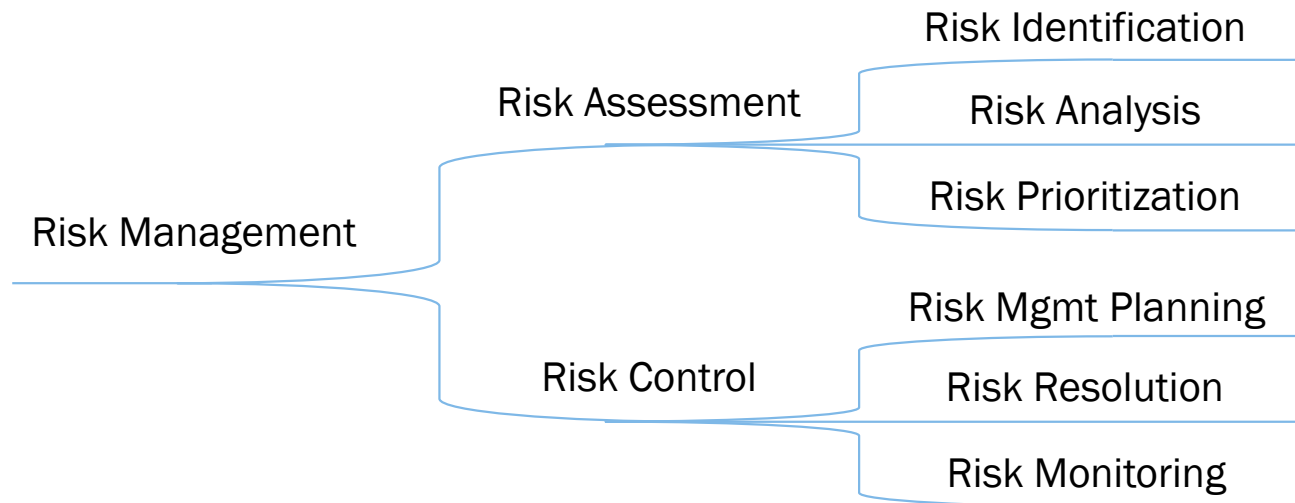 Risk Management
Risk Assessment
Risk Identification
Risk Analysis
Risk Prioritization
Risk Control
Risk Mgmt Planning
Risk Resolution
Risk Monitoring